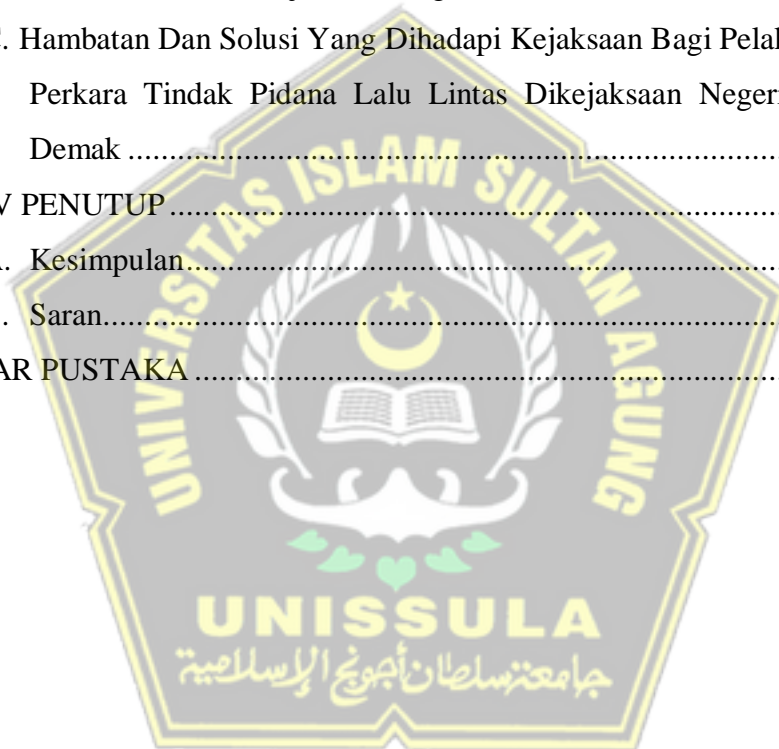 C. Hambatan Dan Solusi Yang Dihadapi Kejaksaan Bagi
Perkara Tindak Pidana Lalu Lintas Dikejaksaan Negeri
Demak ..........
V PENUTUP ..........
. Kesimpulan ..........
. Saran ..........
AR PUSTAKA ..........
UNIVERSITAS ISLAM SULTAN AGUNG
UNISSULA
جامعة سلطان أجونج الإسلامية